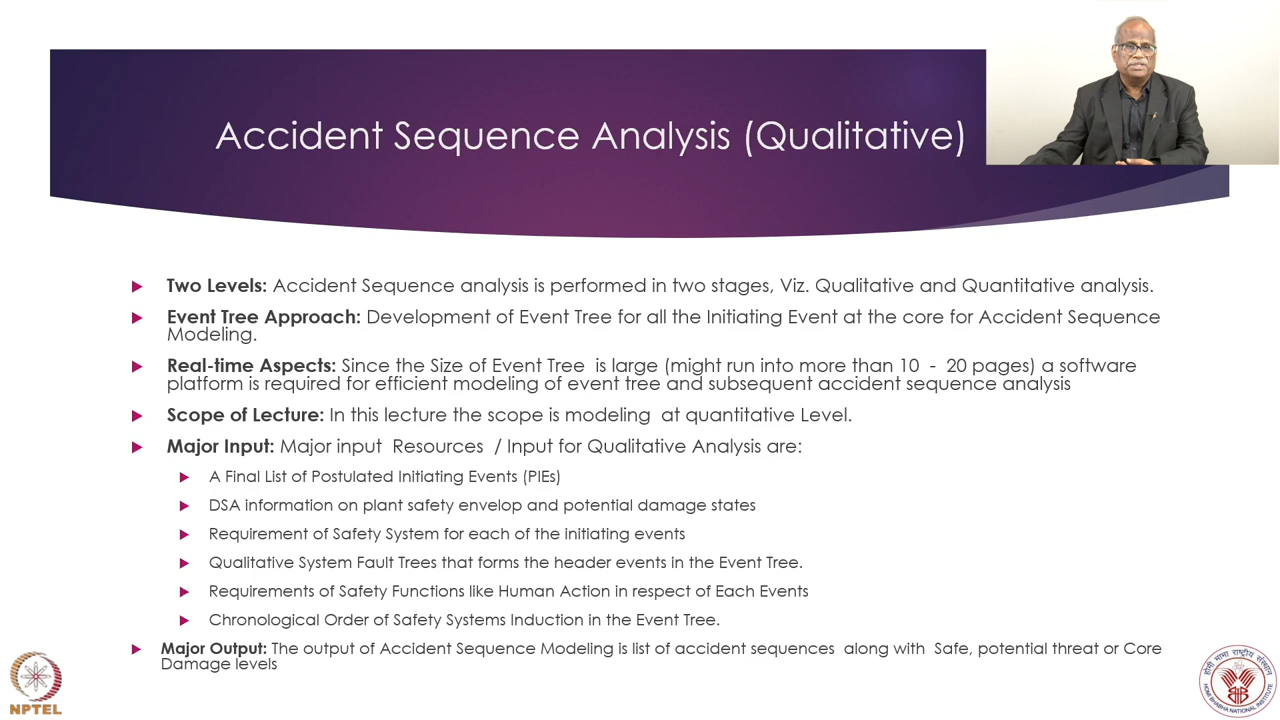 Accident Sequence Analysis (Qualitative)
Two Levels: Accident Sequence analysis is performed in two stages, Viz. Qualitative and Quantitative analysis.
Event Tree Approach: Development of Event Tree for all the Initiating Event at the core for Accident Sequence
Modeling.
Real-time Aspects: Since the Size of Event Tree is large (might run into more than 10 - 20 pages) a software
platform is required for efficient modeling of event tree and subsequent accident sequence analysis
Scope of Lecture: In this lecture the scope is modeling at quantitative Level.
Major Input: Major input Resources / Input for Qualitative Analysis are:
A Final List of Postulated Initiating Events (PIEs)
DSA information on plant safety envelop and potential damage states
Requirement of Safety System for each of the initiating events
Qualitative System Fault Trees that forms the header events in the Event Tree.
Requirements of Safety Functions like Human Action in respect of Each Events
Chronological Order of Safety Systems Induction in the Event Tree.
Major Output: The output of Accident Sequence Modeling is list of accident sequences along with Safe, potential threat or Core
Damage levels
NPTEL
होमी भाभा राष्ट्रीय संस्थान
HOMI BHABHA NATIONAL INSTITUTE